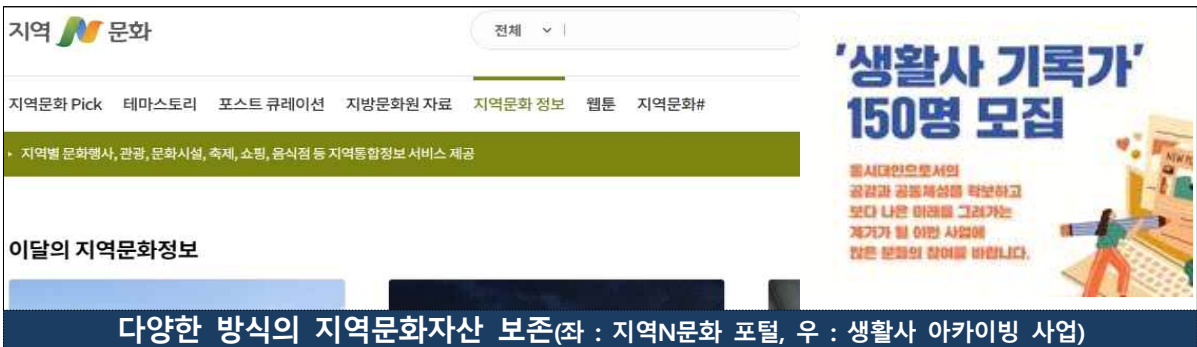 지역 N 문화
전체
지역문화 Pick 테마스토리 포스트 큐레이션 지방문화원 자료 지역문화 정보 웹툰 지역문화#
지역별 문화행사, 관광, 문화시설, 축제, 쇼핑, 음식점 등 지역통합정보 서비스 제공
이달의 지역문화정보
'생활사 기록가'
150명 모집
동시대인으로서의
공감과 공동체성을 확보하고
보다 나은 미래를 그려가는
계기가 될 이번 사업에
많은 분들의 참여를 바랍니다.
다양한 방식의 지역문화자산 보존(좌 : 지역N문화 포털, 우 : 생활사 아카이빙 사업)